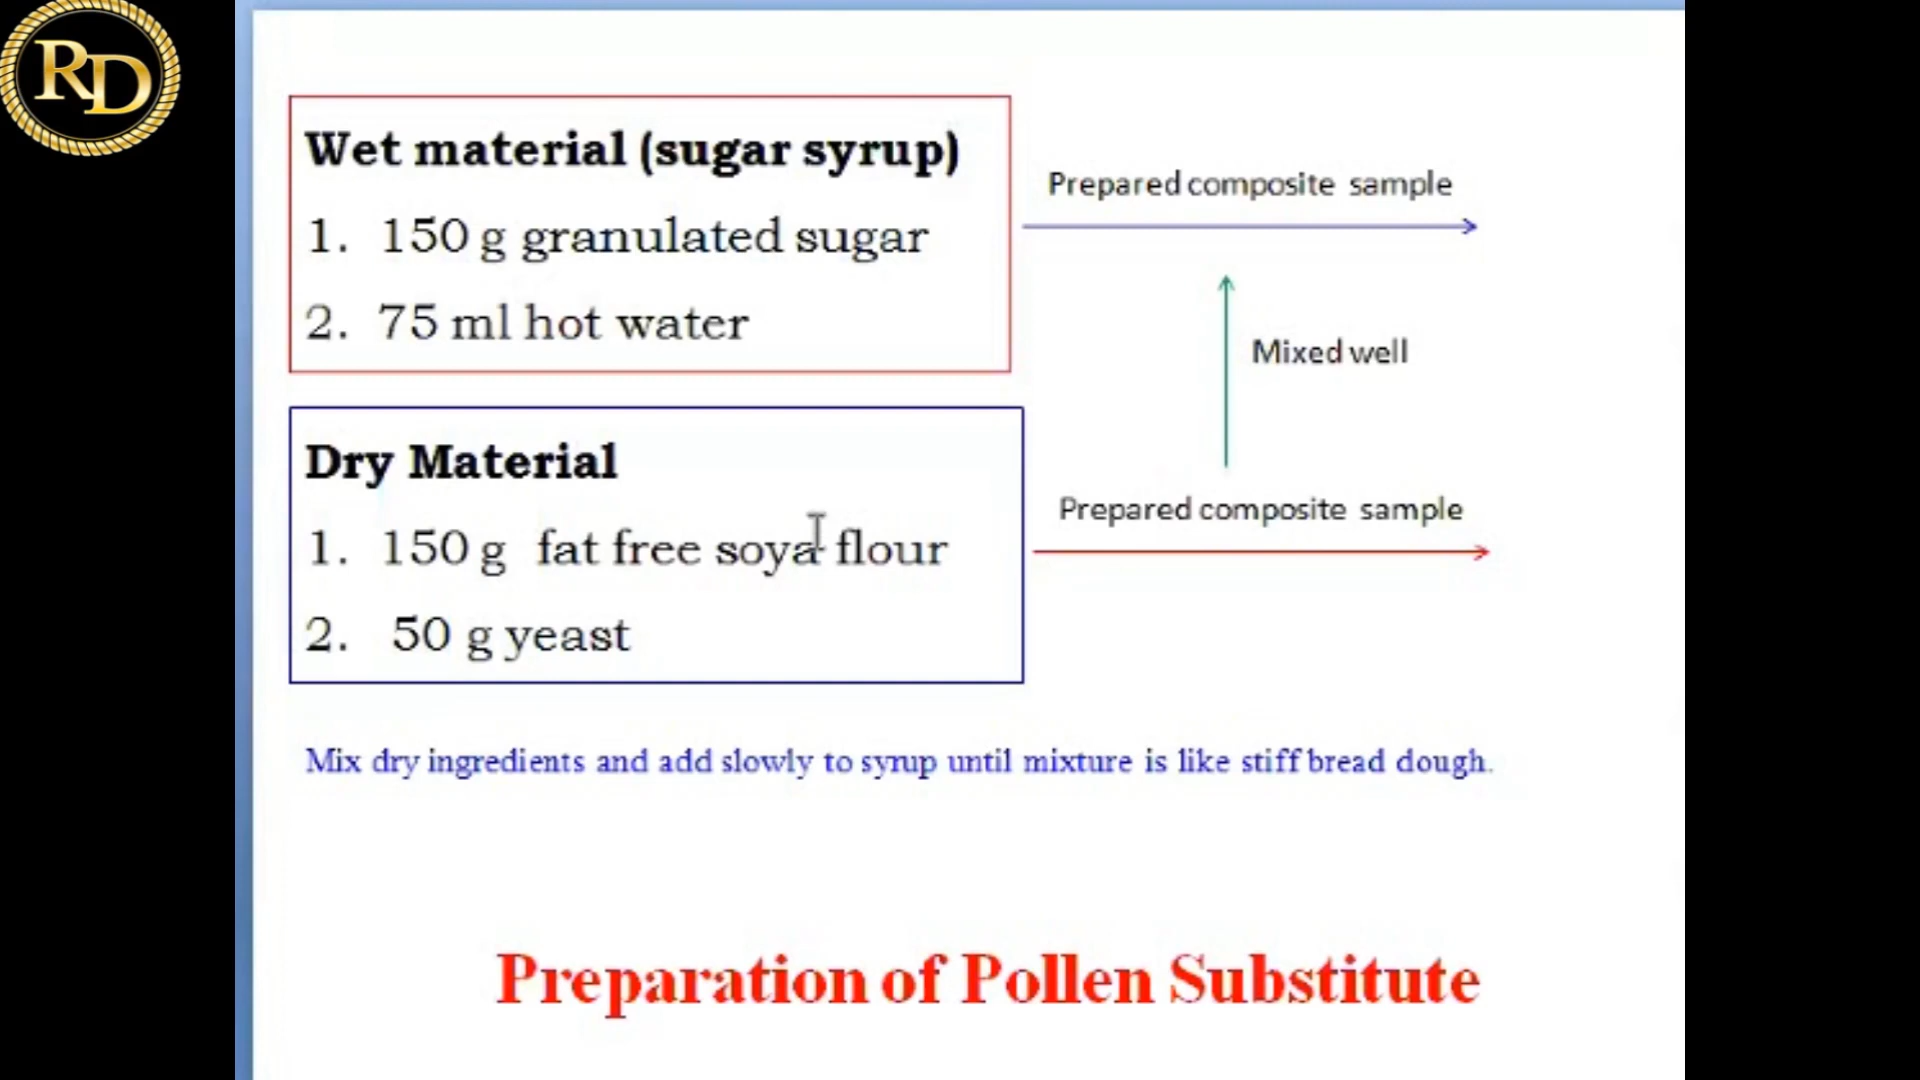 RD
Wet material (sugar syrup)
1. 150 g granulated sugar
2. 75 ml hot water
Prepared composite sample
Mixed well
Dry Material
1. 150 g fat free soya flour
2. 50 g yeast
Prepared composite sample
Mix dry ingredients and add slowly to syrup until mixture is like stiff bread dough.
Preparation of Pollen Substitute